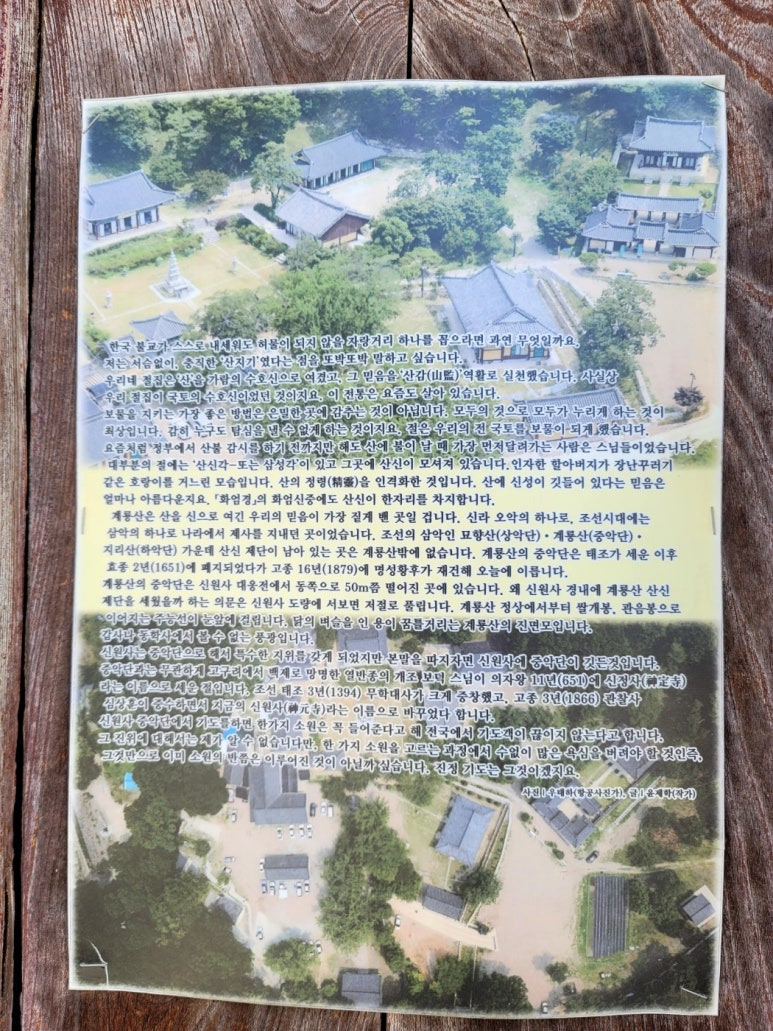 한국 불교가 스스로 내세워도 허물이 되지 않을 자랑거리 하나를 꼽으라면 과연 무엇일까요.
저는 서슴없이, 충직한 '산지기'였다는 점을 또박또박 말하고 싶습니다.
우리네 절집은 '산'을 가람의 수호신으로 여겼고, 그 믿음을 '산감(山監)'역활로 실천했습니다. 사실상
우리 절집이 국토의 수호신이었던 것이지요. 이 전통은 요즘도 살아 있습니다.
보물을 지키는 가장 좋은 방법은 은밀한 곳에 감추는 것이 아닙니다. 모두의 것으로 모두가 누리게 하는 것이
최상입니다. 감히 누구도 탐심을 낼 수 없게 하는 것이지요. 절은 우리의 전 국토를 보물이 되게 했습니다.
요즘처럼 정부에서 산불 감시를 하기 전까지만 해도 산에 불이 날 때 가장 먼저달려가는 사람은 스님들이었습니다.
대부분의 절에는 '산신각-또는 삼성각'이 있고 그곳에 산신이 모셔져 있습니다.인자한 할아버지가 장난꾸러기
같은 호랑이를 거느린 모습입니다. 산의 정령(精靈)을 인격화한 것입니다. 산에 신성이 깃들어 있다는 믿음은
얼마나 아름다운지요. 「화엄경」의 화엄신중에도 산신이 한자리를 차지합니다.
계룡산은 산을 신으로 여긴 우리의 믿음이 가장 짙게 밴 곳일 겁니다. 신라 오악의 하나로, 조선시대에는
삼악의 하나로 나라에서 제사를 지내던 곳이었습니다. 조선의 삼악인 묘향산(상악단)·계룡산(중악단)·
지리산(하악단) 가운데 산신 제단이 남아 있는 곳은 계룡산밖에 없습니다. 계룡산의 중악단은 태조가 세운 이후
효종 2년(1651)에 폐지되었다가 고종 16년(1879)에 명성황후가 재건해 오늘에 이릅니다.
계룡산의 중악단은 신원사 대웅전에서 동쪽으로 50m쯤 떨어진 곳에 있습니다. 왜 신원사 경내에 계룡산 산신
제단을 세웠을까 하는 의문은 신원사 도량에 서보면 저절로 풀립니다. 계룡산 정상에서부터 쌀개봉, 관음봉으로
이어지는 주능선이 눈앞에 걸립니다. 닭의 벼슬을 인 용이 꿈틀거리는 계룡산의 진면모입니다.
갑사나 동학사에서 볼 수 없는 풍광입니다.
신원사는 중악단으로 해서 특수한 지위를 갖게 되었지만 본말을 따지자면 신원사에 중악단이 깃든것입니다.
중악단과는 무관하게 고구려에서 백제로 망명한 열반종의 개조 보덕 스님이 의자왕 11년(651)에 신정사(神定寺)
라는 이름으로 세운 절입니다. 조선 태조 3년(1394) 무학대사가 크게 중창했고, 고종 3년(1866) 관찰사
심상훈이 중수하면서 지금의 신원사(神元寺)라는 이름으로 바꾸었다 합니다.
신원사 중악단에서 기도를 하면 한가지 소원은 꼭 들어준다고 해 전국에서 기도객이 끊이지 않는다고 합니다.
그 진위에 대해서는 제가 알 수 없습니다만, 한 가지 소원을 고르는 과정에서 수없이 많은 욕심을 버려야 할 것인즉,
그것만으로 이미 소원의 반쯤은 이루어진 것이 아닐까 싶습니다. 진정 기도는 그것이겠지요.
사진|우태하(항공사진가), 글|윤제학(작가)